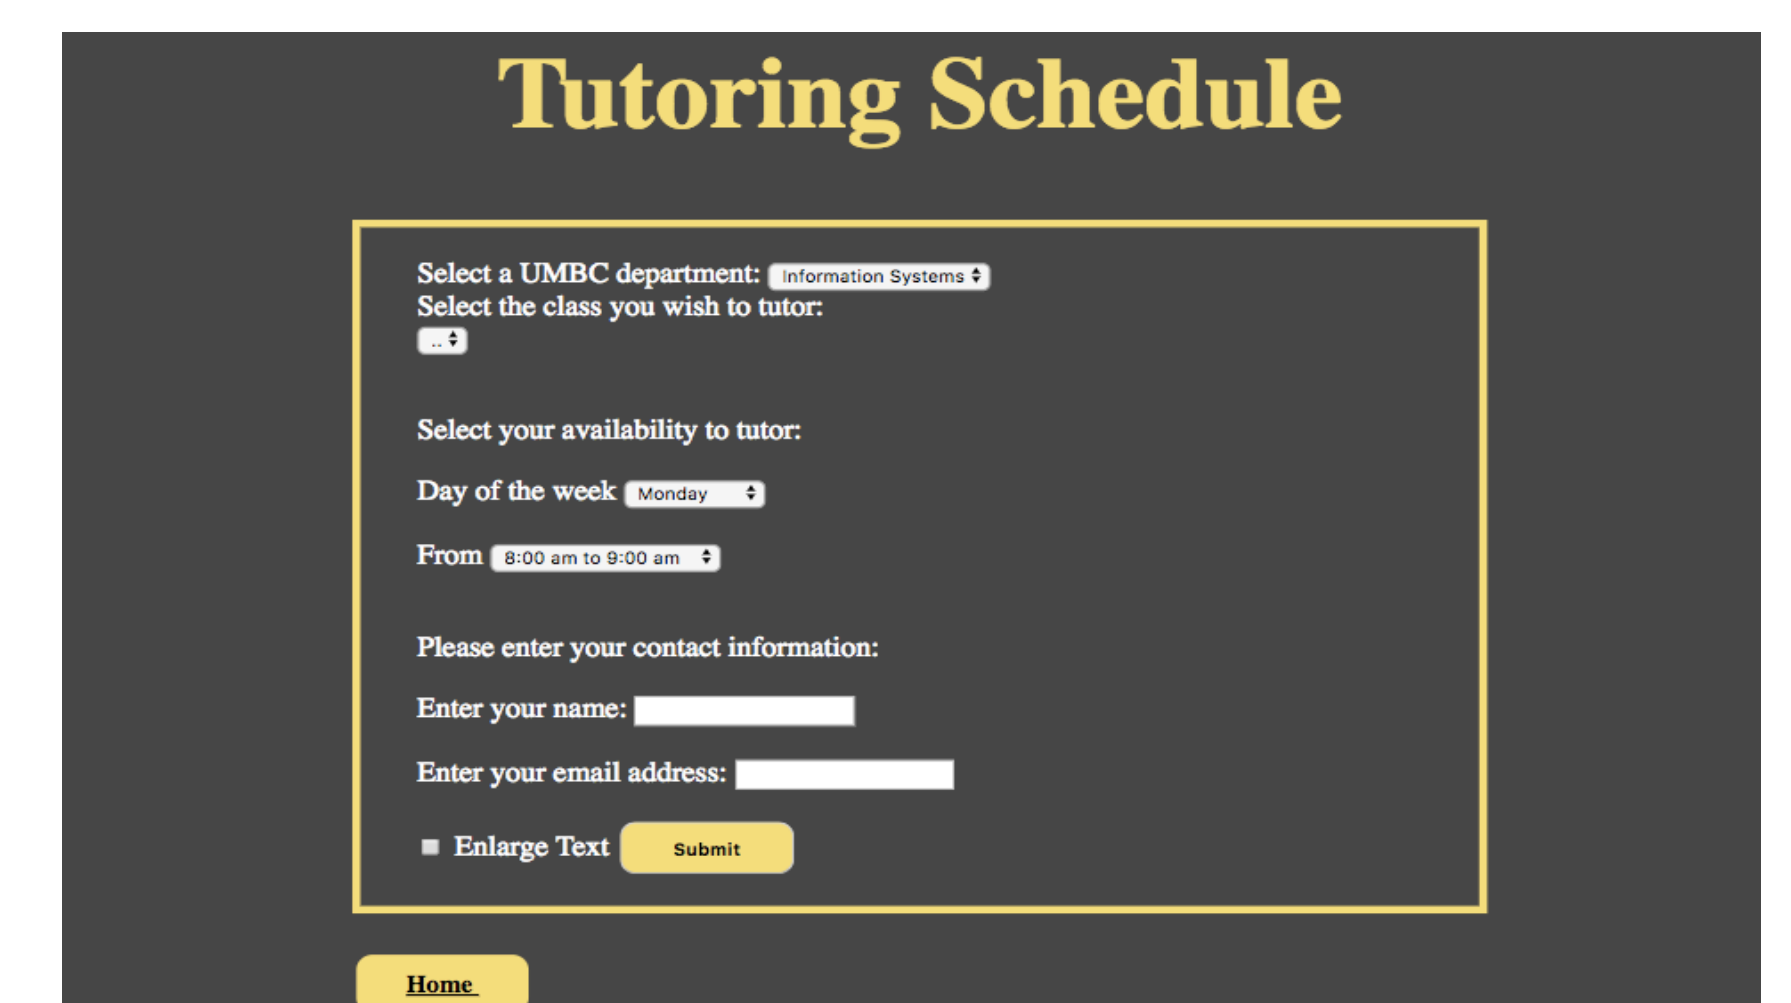 Tutoring Schedule
Select a UMBC department: Information Systems
Select the class you wish to tutor:
..
Select your availability to tutor:
Day of the week Monday
From 8:00 am to 9:00 am
Please enter your contact information:
Enter your name:
Enter your email address:
Enlarge Text Submit
Home